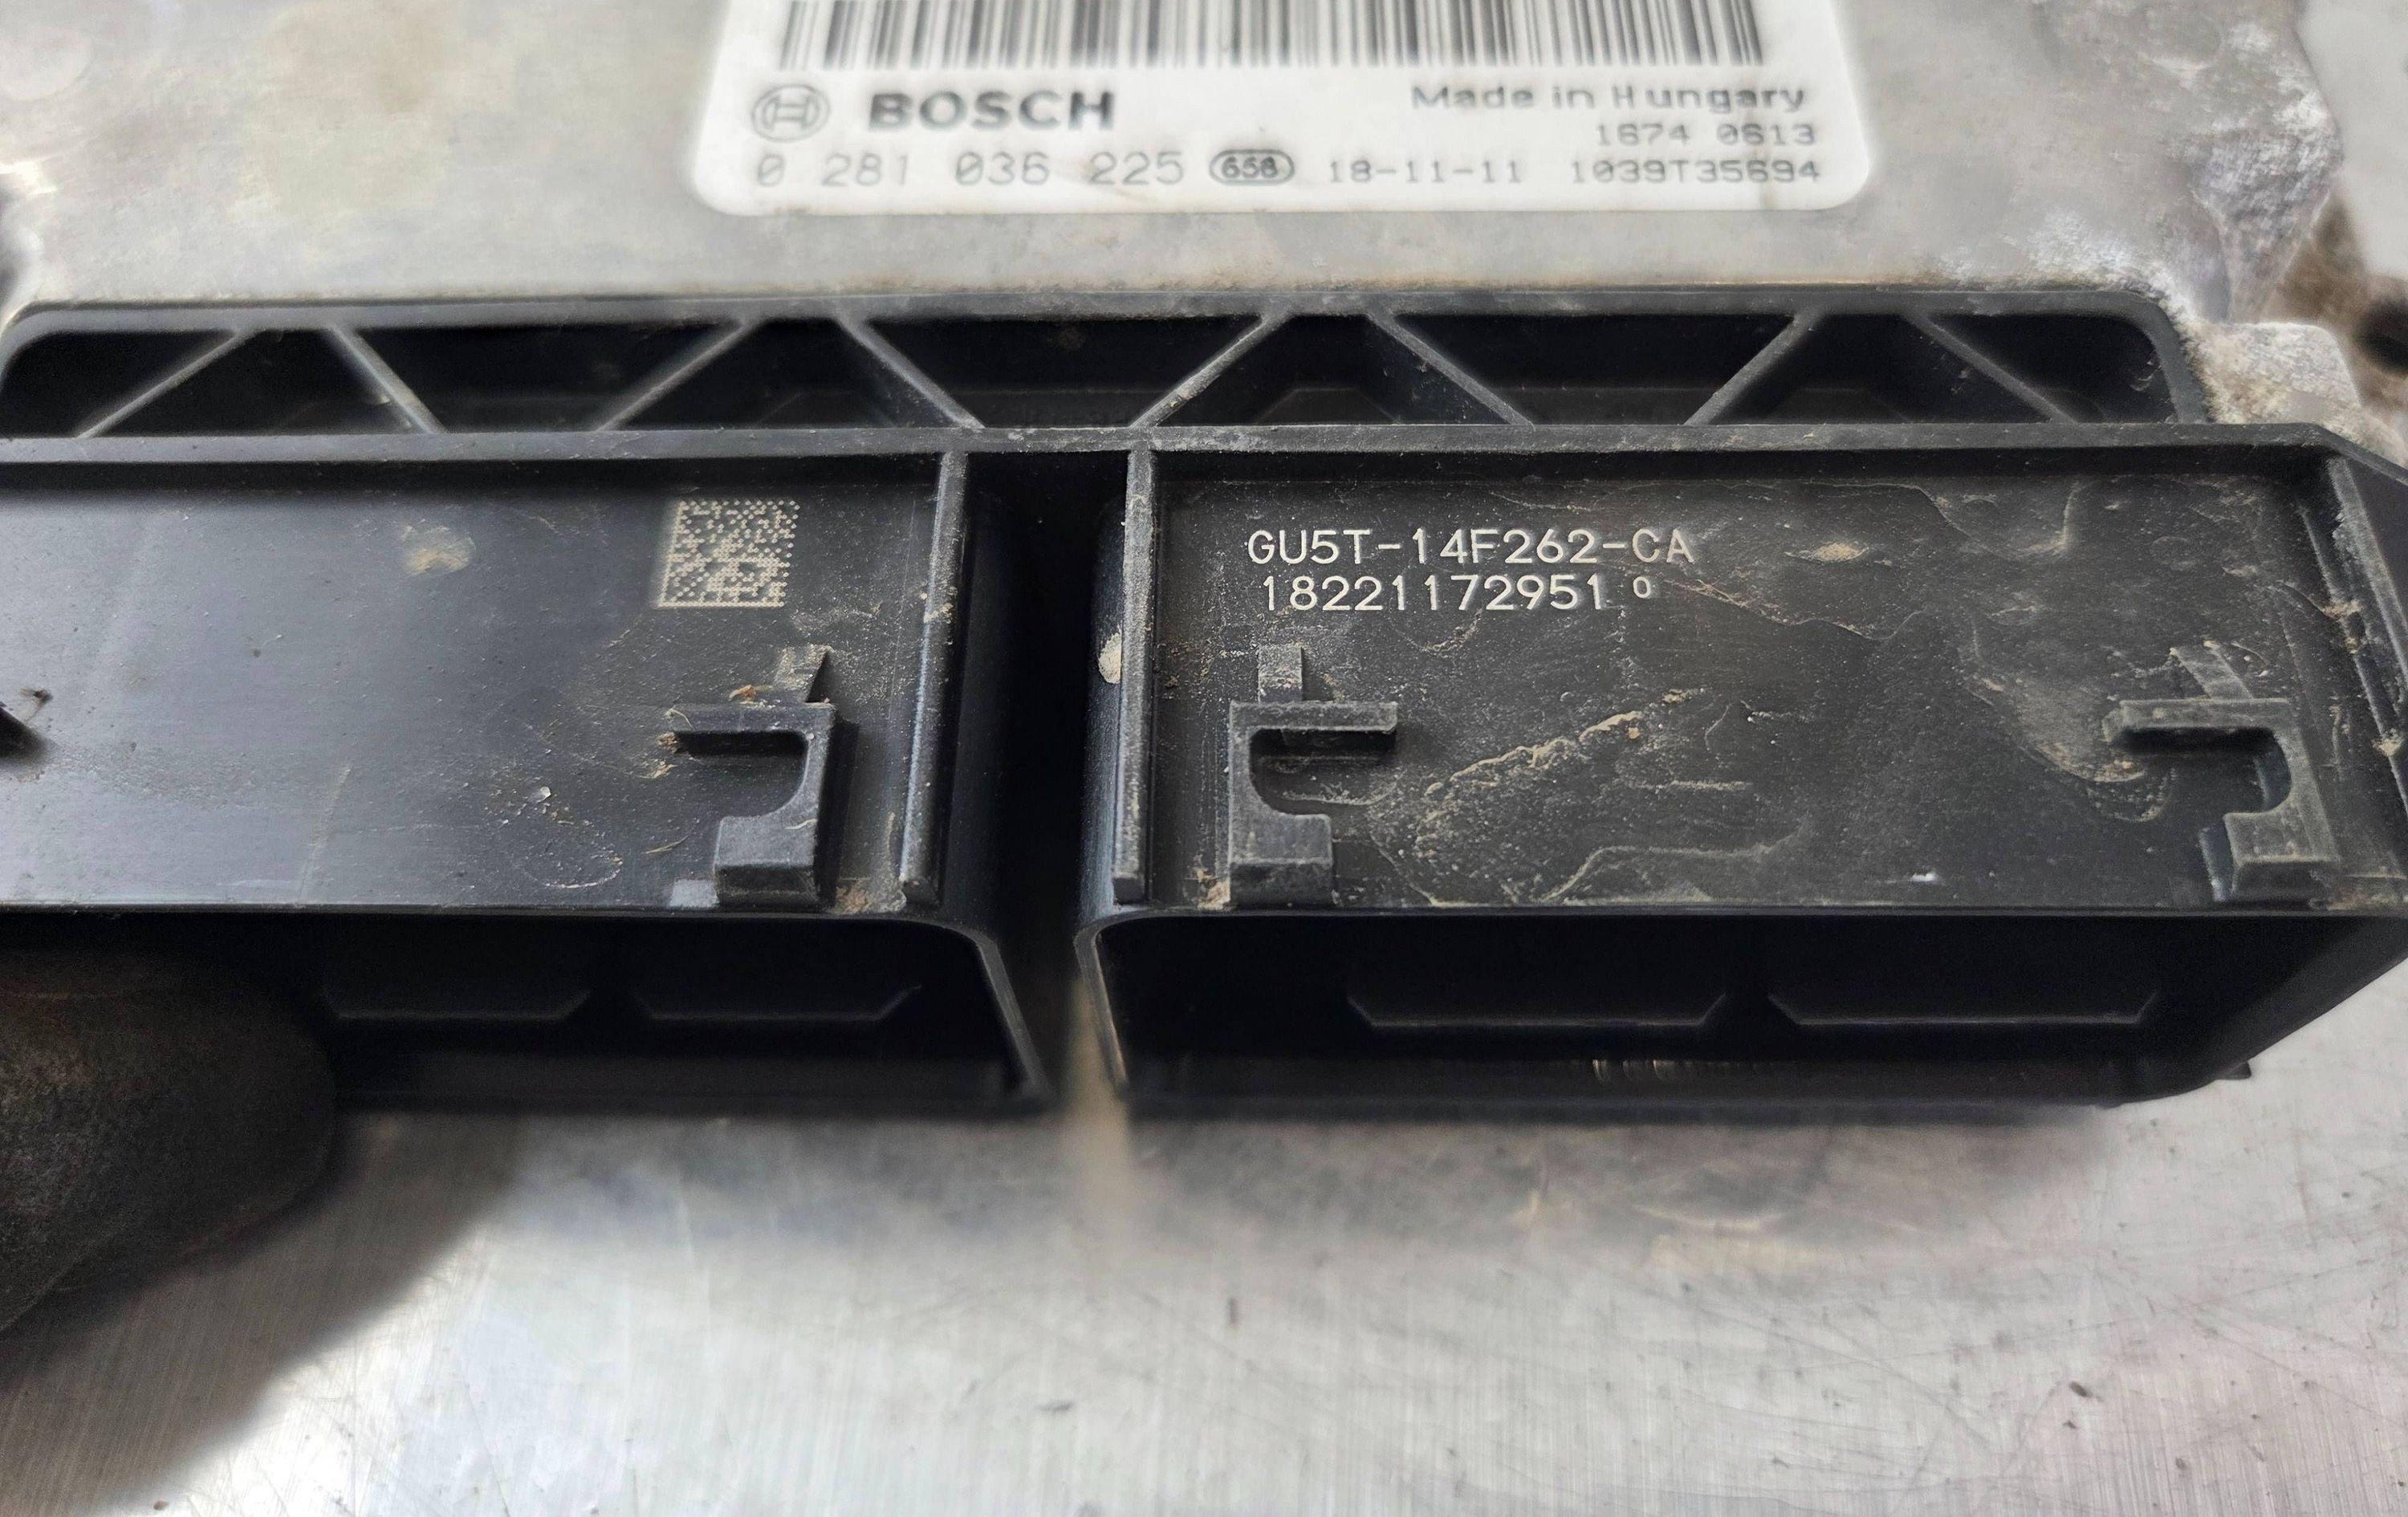 BOSCH
Made in Hungary
1674 0613
0 281 036 225 658 18-11-11 1039T35694
GU5T-14F262-CA
18221172951 0